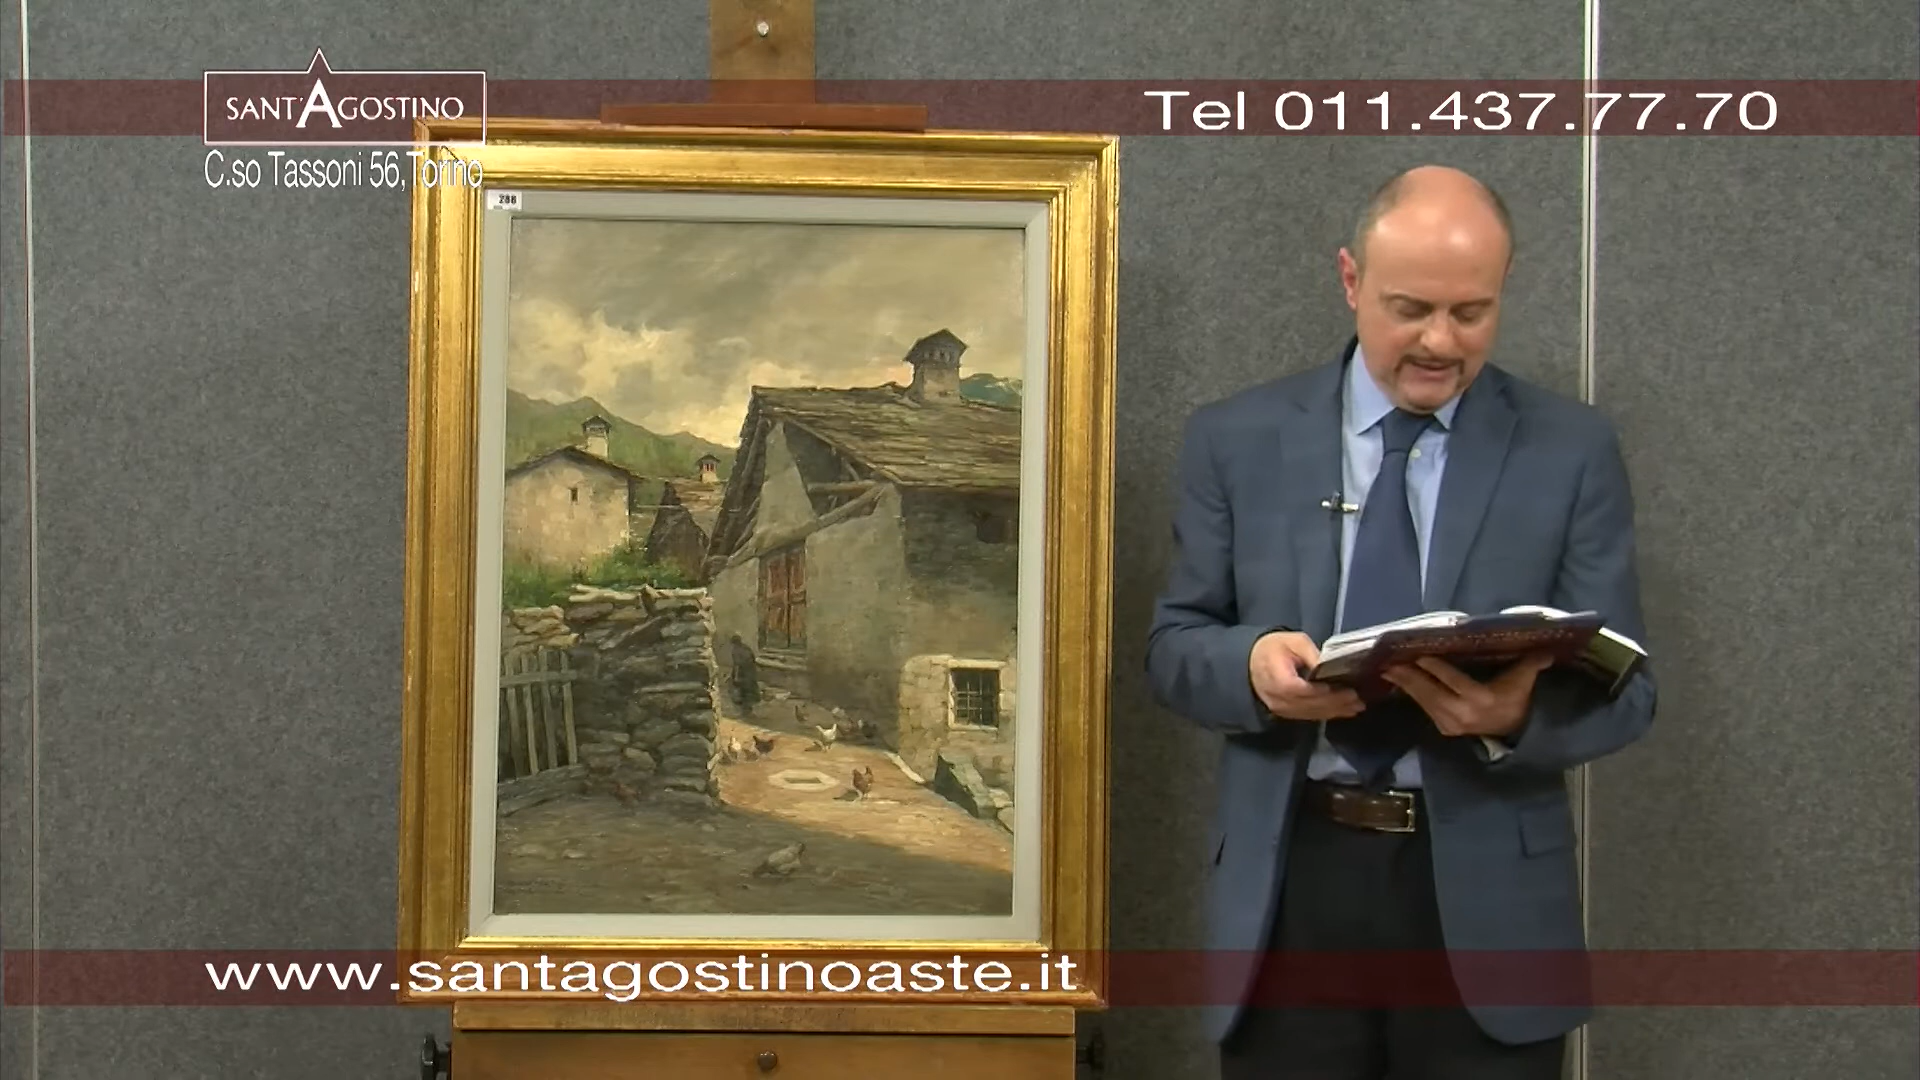 SANT'AGOSTINO
Tel 011.437.77.70
C.so Tassoni 56,Torino
288
www.santagostinoaste.it